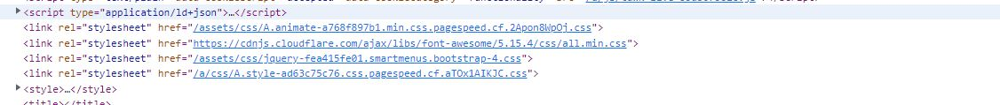 <script type="application/ld+json">…</script>
<link rel="stylesheet" href="/assets/css/A.animate-a768f897b1.min.css.pagespeed.cf.2Apon8WpOj.css">
<link rel="stylesheet" href="https://cdnjs.cloudflare.com/ajax/libs/font-awesome/5.15.4/css/all.min.css">
<link rel="stylesheet" href="/assets/css/jquery-fea415fe01.smartmenus.bootstrap-4.css">
<link rel="stylesheet" href="/a/css/A.style-ad63c75c76.css.pagespeed.cf.aTOx1AIKJC.css">
<style>…</style>
<title></title>